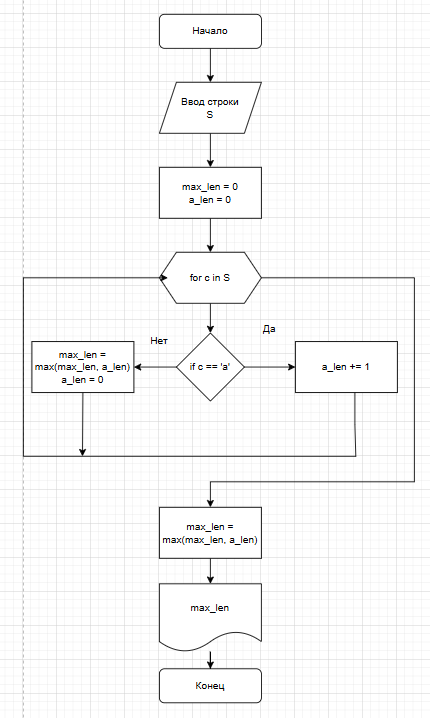 Начало
Ввод строки
S
max_len = 0
a_len = 0
for c in S
Нет
Да
max_len =
max(max_len, a_len)
a_len = 0
if c == 'a'
a_len += 1
max_len =
max(max_len, a_len)
max_len
Конец